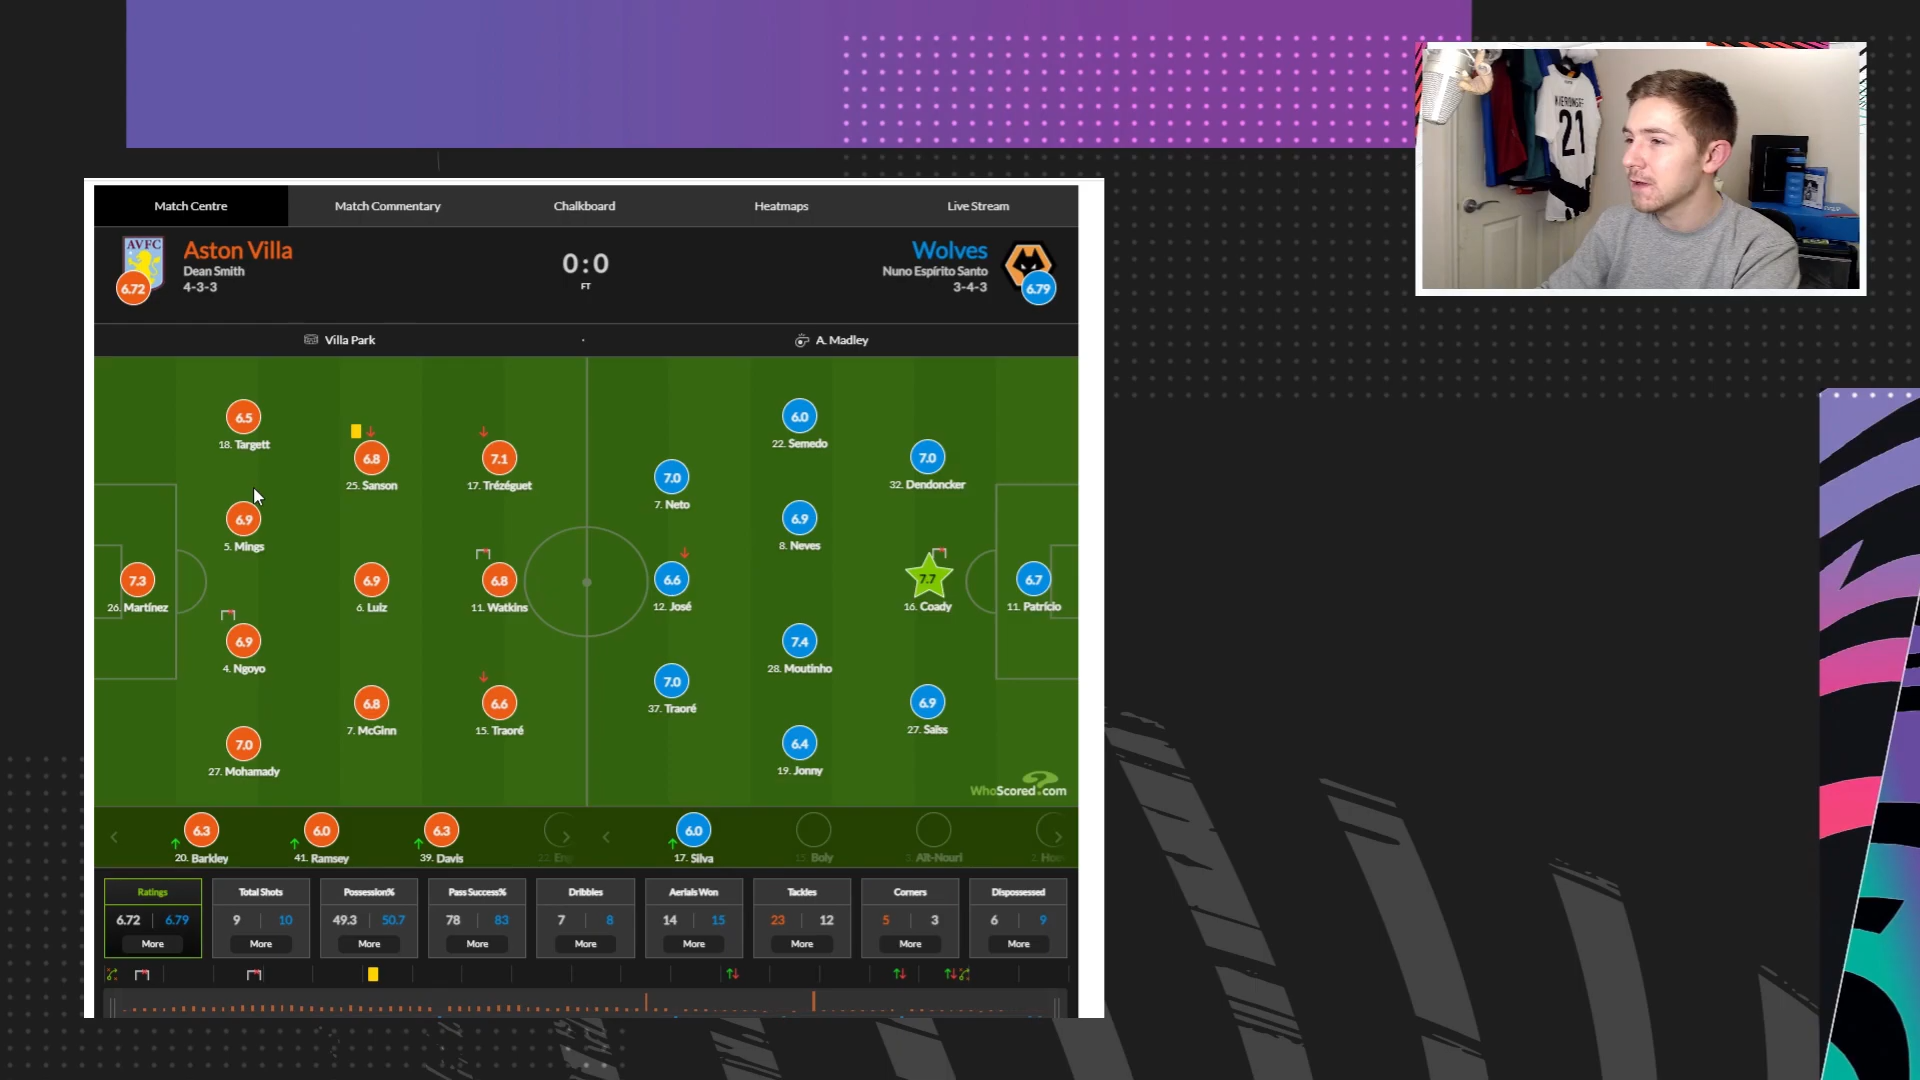 Match Centre
Match Commentary
Chalkboard
Heatmaps
Live Stream
AVFC
Aston Villa
Dean Smith
4-3-3
6.72
0:0
FT
Wolves
Nuno Espírito Santo
3-4-3
6.79
Villa Park
A. Madley
6.5
18. Targett
6.9
5. Mings
7.3
26. Martínez
6.9
4. Ngoyo
7.0
27. Mohamady
6.8
25. Sanson
6.9
6. Luiz
6.8
7. McGinn
7.1
17. Trézéguet
6.8
11. Watkins
6.6
15. Traoré
7.0
7. Neto
6.6
12. José
7.0
37. Traoré
6.0
22. Semedo
6.9
8. Neves
7.4
28. Moutinho
6.4
19. Jonny
7.0
32. Dendoncker
7.7
16. Coady
6.9
27. Saïss
6.7
11. Patrício
WhoScored.com
6.3
20. Barkley
6.0
41. Ramsey
6.3
39. Davis
6.0
17. Silva
15. Boly
3. Aït-Nouri
Ratings
6.72 6.79
More
Total Shots
9 10
More
Possession%
49.3 50.7
More
Pass Success%
78 83
More
Dribbles
7 8
More
Aerials Won
14 15
More
Tackles
23 12
More
Corners
5 3
More
Dispossessed
6 9
More
21